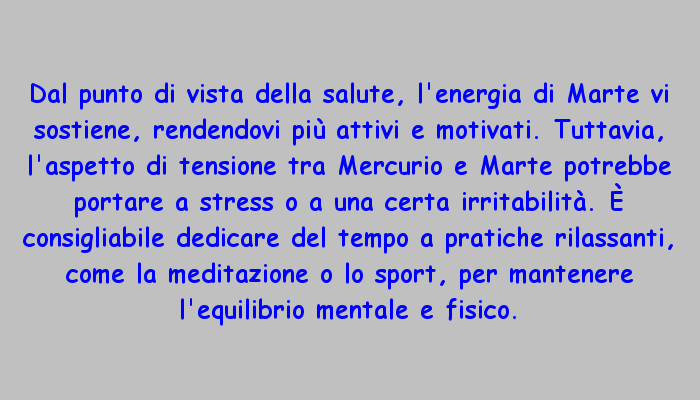 Dal punto di vista della salute, l'energia di Marte vi
sostiene, rendendovi più attivi e motivati. Tuttavia,
l'aspetto di tensione tra Mercurio e Marte potrebbe
portare a stress o a una certa irritabilità. È
consigliabile dedicare del tempo a pratiche rilassanti,
come la meditazione o lo sport, per mantenere
l'equilibrio mentale e fisico.